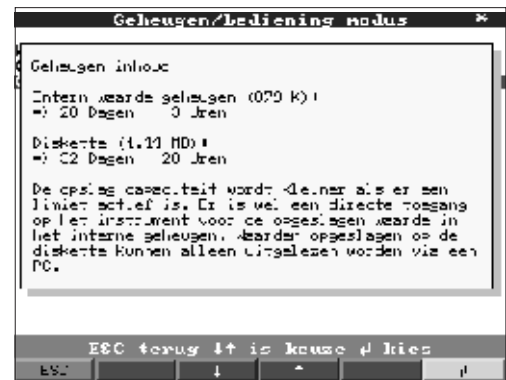 Geheugen/bediening modus
Geheugen inhoud
Intern waarde geheugen (079 K):
=> 20 Dagen 0 Uren
Diskette (1.44 MB):
=> Dagen 20 Uren
De opslag capaciteit wordt kleiner als er een
limiet actief is. Er is wel een directe toegang
op het instrument voor de opgeslagen waarde in
het interne geheugen. Waarden opgeslagen op de
diskette kunnen alleen uitgelezen worden via een
PC.
ESC terug ↓↑ is keuze ↲ kies
ESC ↓ ↑ ↲